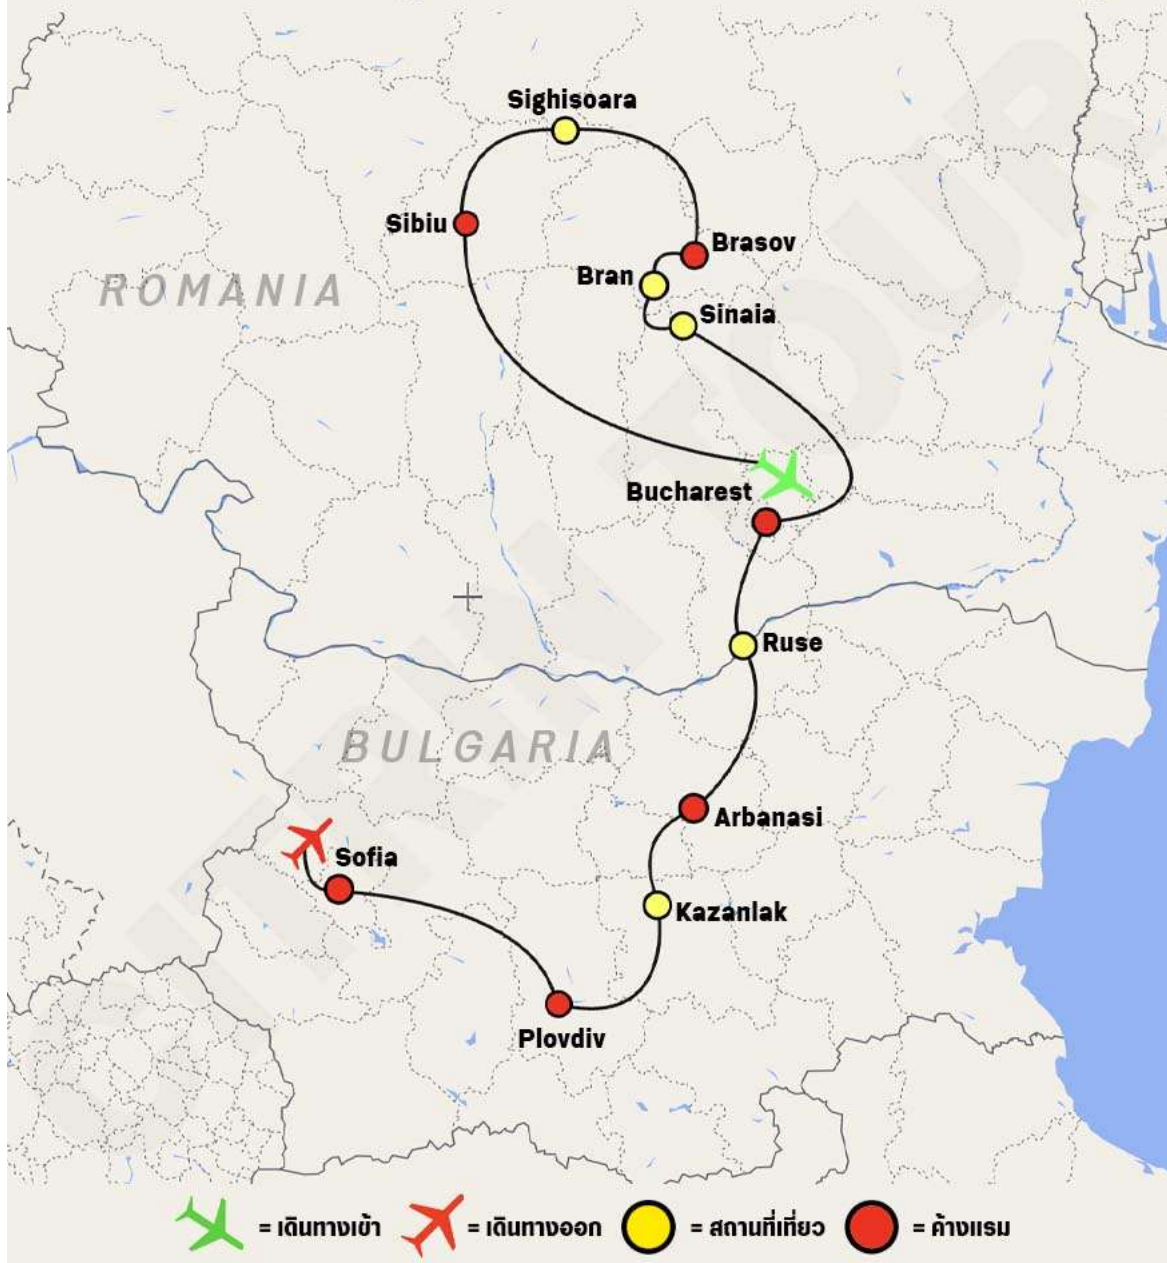 Sighisoara
Sibiu
Brasov
Bran
ROMANIA
Sinaia
Bucharest
Ruse
BULGARIA
Arbanasi
Sofia
Kazanlak
Plovdiv
= เดินทางเข้า = เดินทางออก = สถานที่เที่ยว = ค้างแรม